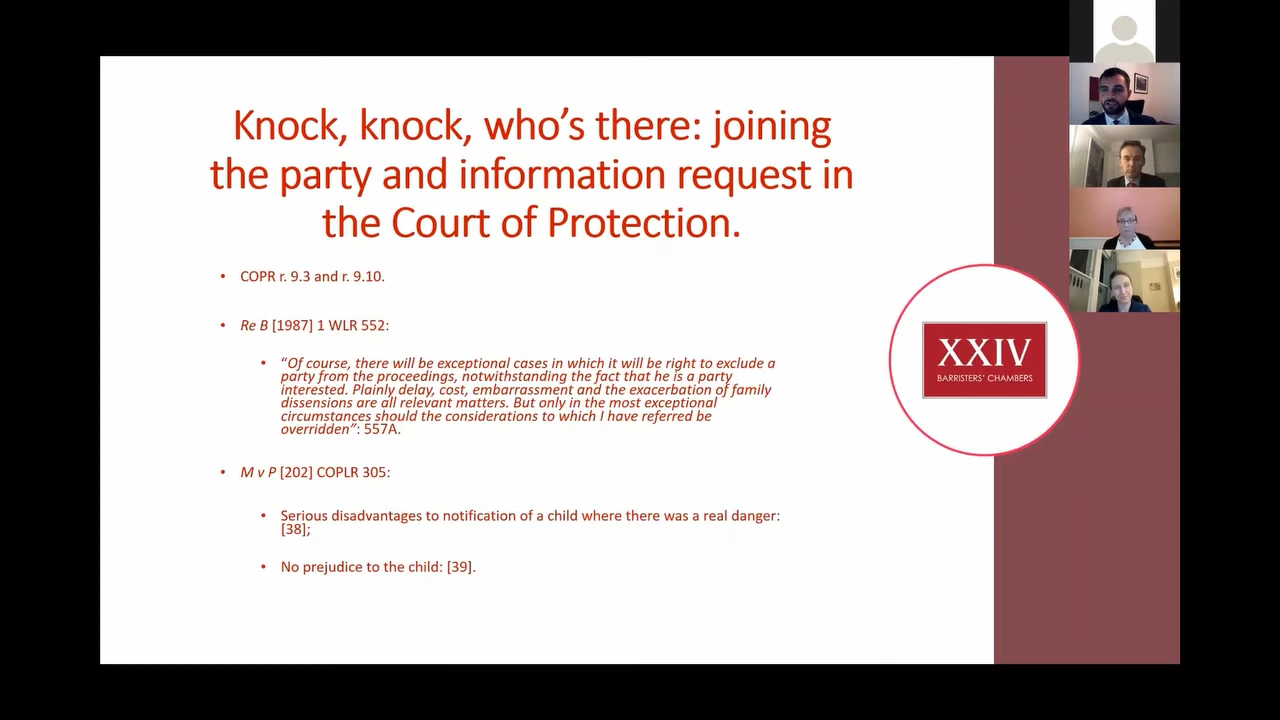 Knock, knock, who’s there: joining
the party and information request in
the Court of Protection.
• COPR r. 9.3 and r. 9.10.
• Re B [1987] 1 WLR 552:
• “Of course, there will be exceptional cases in which it will be right to exclude a
party from the proceedings, notwithstanding the fact that he is a party
interested. Plainly delay, cost, embarrassment and the exacerbation of family
dissensions are all relevant matters. But only in the most exceptional
circumstances should the considerations to which I have referred be
overridden”: 557A.
• M v P [202] COPLR 305:
• Serious disadvantages to notification of a child where there was a real danger:
[38];
• No prejudice to the child: [39].
XXIV
BARRISTERS’ CHAMBERS